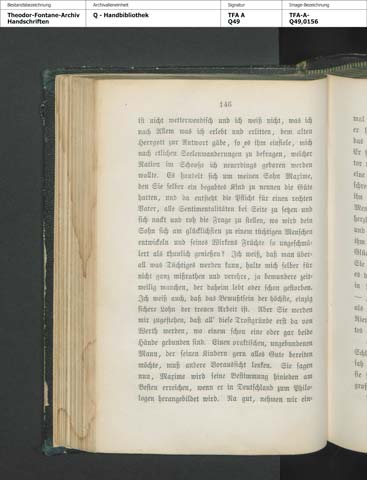 Bestandsbezeichnung
Theodor-Fontane-Archiv
Handschriften
Archivalieneinheit
Q - Handbibliothek
Signatur
TFA A
Q49
Image-Bezeichnung
TFA-A-
Q49,0156
146
ist nicht wetterwendisch und ich weiß nicht, was ich
nach Allem was ich erlebt und erlitten, dem alten
Herrgott zur Antwort gäbe, so es ihm einfiele, mich
nach etlichen Seelenwanderungen zu befragen, welcher
Nation im Schooße ich neuerdings geboren werden
wollte. Es handelt sich um meinen Sohn Maxime,
den Sie selber ein begabtes Kind zu nennen die Güte
hatten, und da entsteht die Pflicht für einen rechten
Vater, alle Sentimentalitäten bei Seite zu setzen und
sich nackt und roh die Frage zu stellen, wo wird dein
Sohn sich am glücklichsten zu einem tüchtigen Menschen
entwickeln und seines Wirkens Früchte so ungeschmä-
lert als thunlich genießen? Ich weiß, daß man über-
all was Tüchtiges werden kann, halte mich selber für
nicht ganz mißrathen und verehre, ja bewundere zeit-
weilig manchen, der daheim lebt oder schon gestorben.
Ich weiß auch, daß das Bewußtsein der höchste, einzig
sichere Lohn der treuen Arbeit ist. Aber Sie werden
mir zugestehen, daß all' diese Trostgründe erst da von
Werth werden, wo einem schon eine oder gar beide
Hände gebunden sind. Einen praktischen, ungebundenen
Mann, der seinen Kindern gern alles Gute bereiten
möchte, muß andere Voraussicht lenken. Sie sagen
nun, Maxime wird seine Bestimmung hienieden am
Besten erreichen, wenn er in Deutschland zum Philo-
logen herangebildet wird. Na gut, nehmen wir ein-